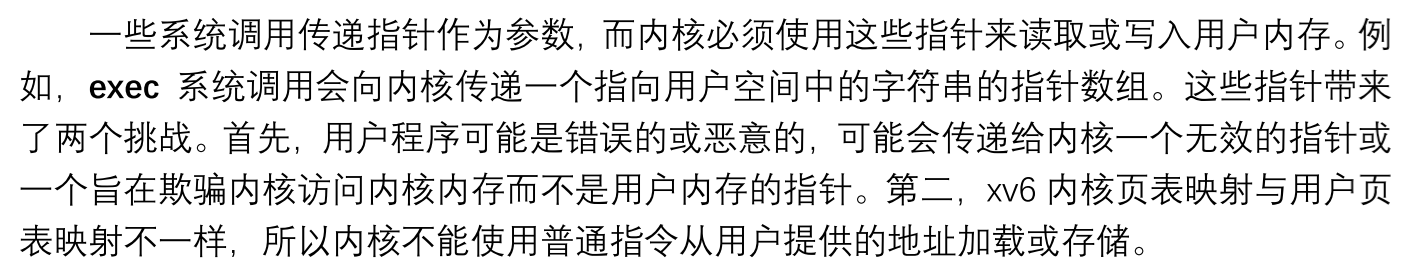 一些系统调用传递指针作为参数，而内核必须使用这些指针来读取或写入用户内存。例
如，exec 系统调用会向内核传递一个指向用户空间中的字符串的指针数组。这些指针带来
了两个挑战。首先，用户程序可能是错误的或恶意的，可能会传递给内核一个无效的指针或
一个旨在欺骗内核访问内核内存而不是用户内存的指针。第二，xv6 内核页表映射与用户页
表映射不一样，所以内核不能使用普通指令从用户提供的地址加载或存储。